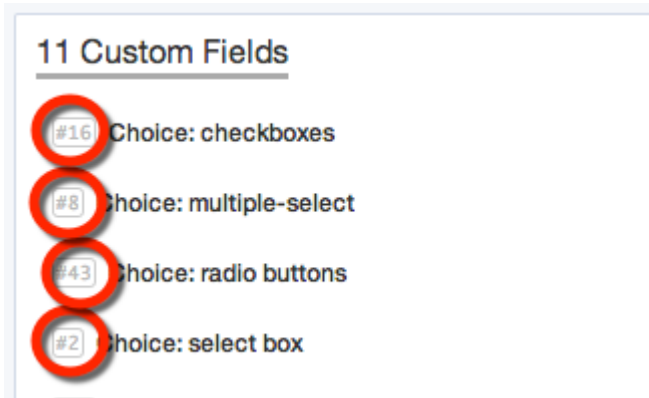 11 Custom Fields
#16 Choice: checkboxes
#8 Choice: multiple-select
#43 Choice: radio buttons
#2 Choice: select box